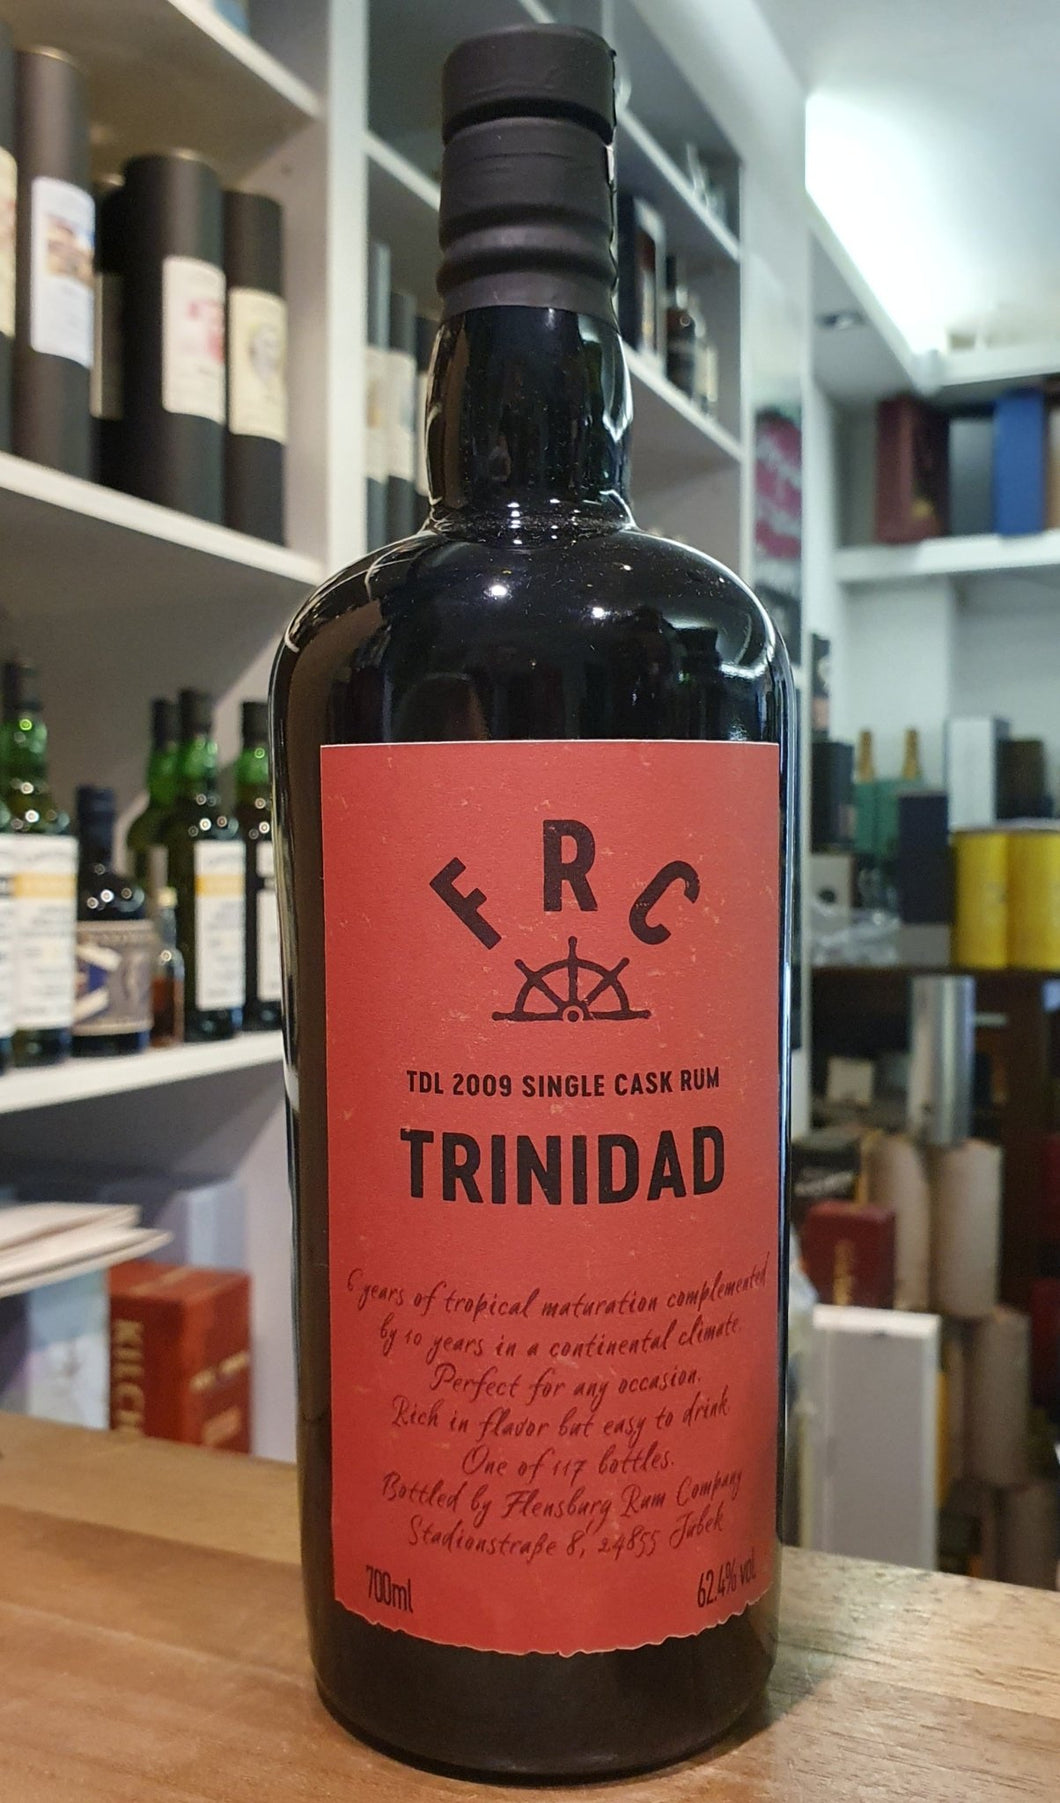 FRC
TDL 2009 SINGLE CASK RUM
TRINIDAD
6 years of tropical maturation complemented
by 10 years in a continental climate.
Perfect for any occasion.
Rich in flavor but easy to drink.
One of 117 bottles.
Bottled by Flensburg Rum Company
Stadionstraße 8, 24855 Jübek
700ml 62.4% vol.
KILCH